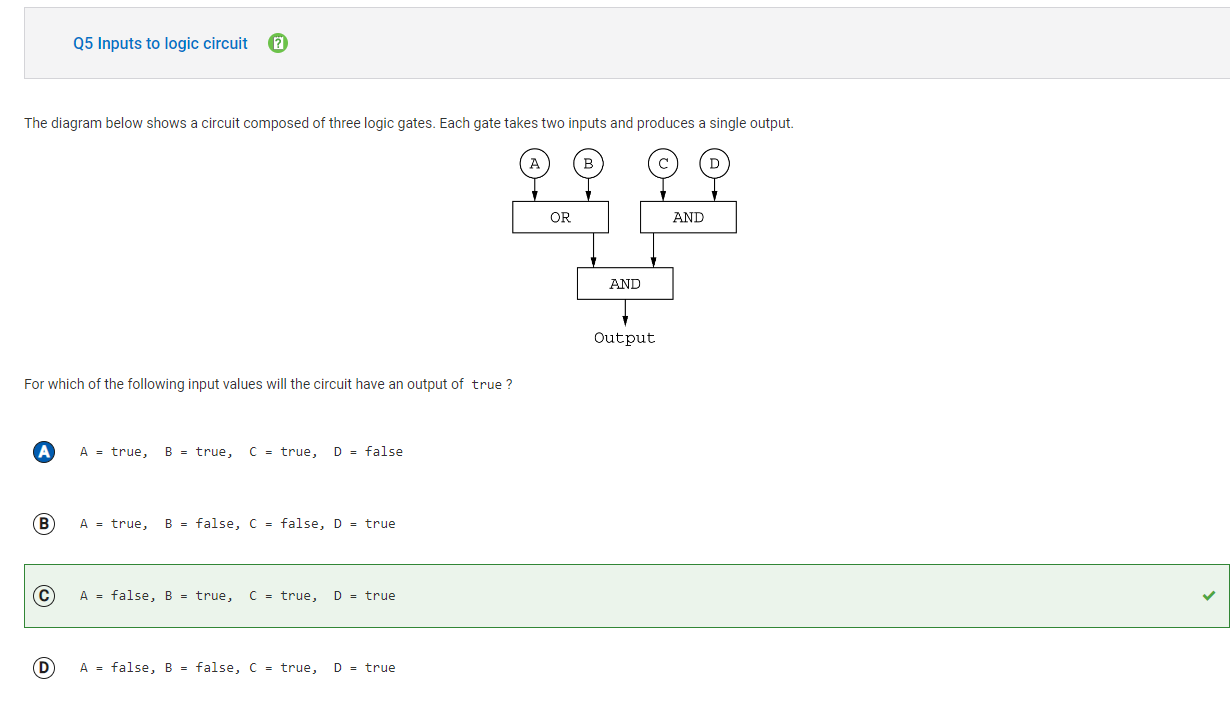 Q5 Inputs to logic circuit
The diagram below shows a circuit composed of three logic gates. Each gate takes two inputs and produces a single output.
A B C D
OR AND
AND
Output
For which of the following input values will the circuit have an output of true ?
A A = true, B = true, C = true, D = false
B A = true, B = false, C = false, D = true
C A = false, B = true, C = true, D = true
D A = false, B = false, C = true, D = true